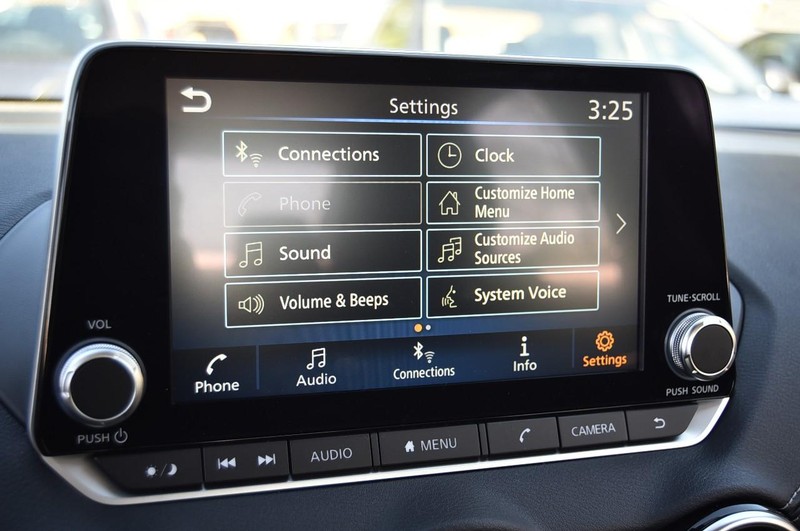 Settings
3:25
Connections
Clock
Phone
Customize Home
Menu
Sound
Customize Audio
Sources
Volume & Beeps
System Voice
Phone
Audio
Connections
Info
Settings
VOL
PUSH
TUNE·SCROLL
PUSH SOUND
AUDIO
MENU
CAMERA